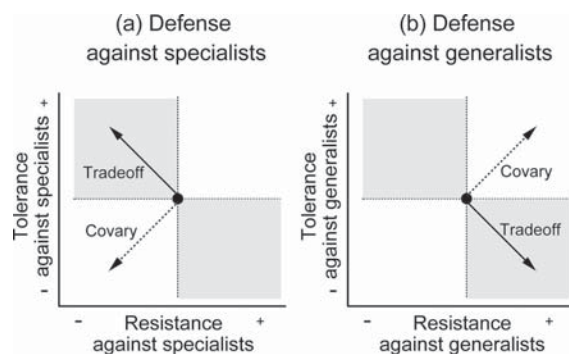 (a) Defense
against specialists
(b) Defense
against generalists
Tolerance
- against specialists +
Tradeoff
Covary
- Resistance +
against specialists
Tolerance
- against generalists +
Covary
Tradeoff
- Resistance +
against generalists